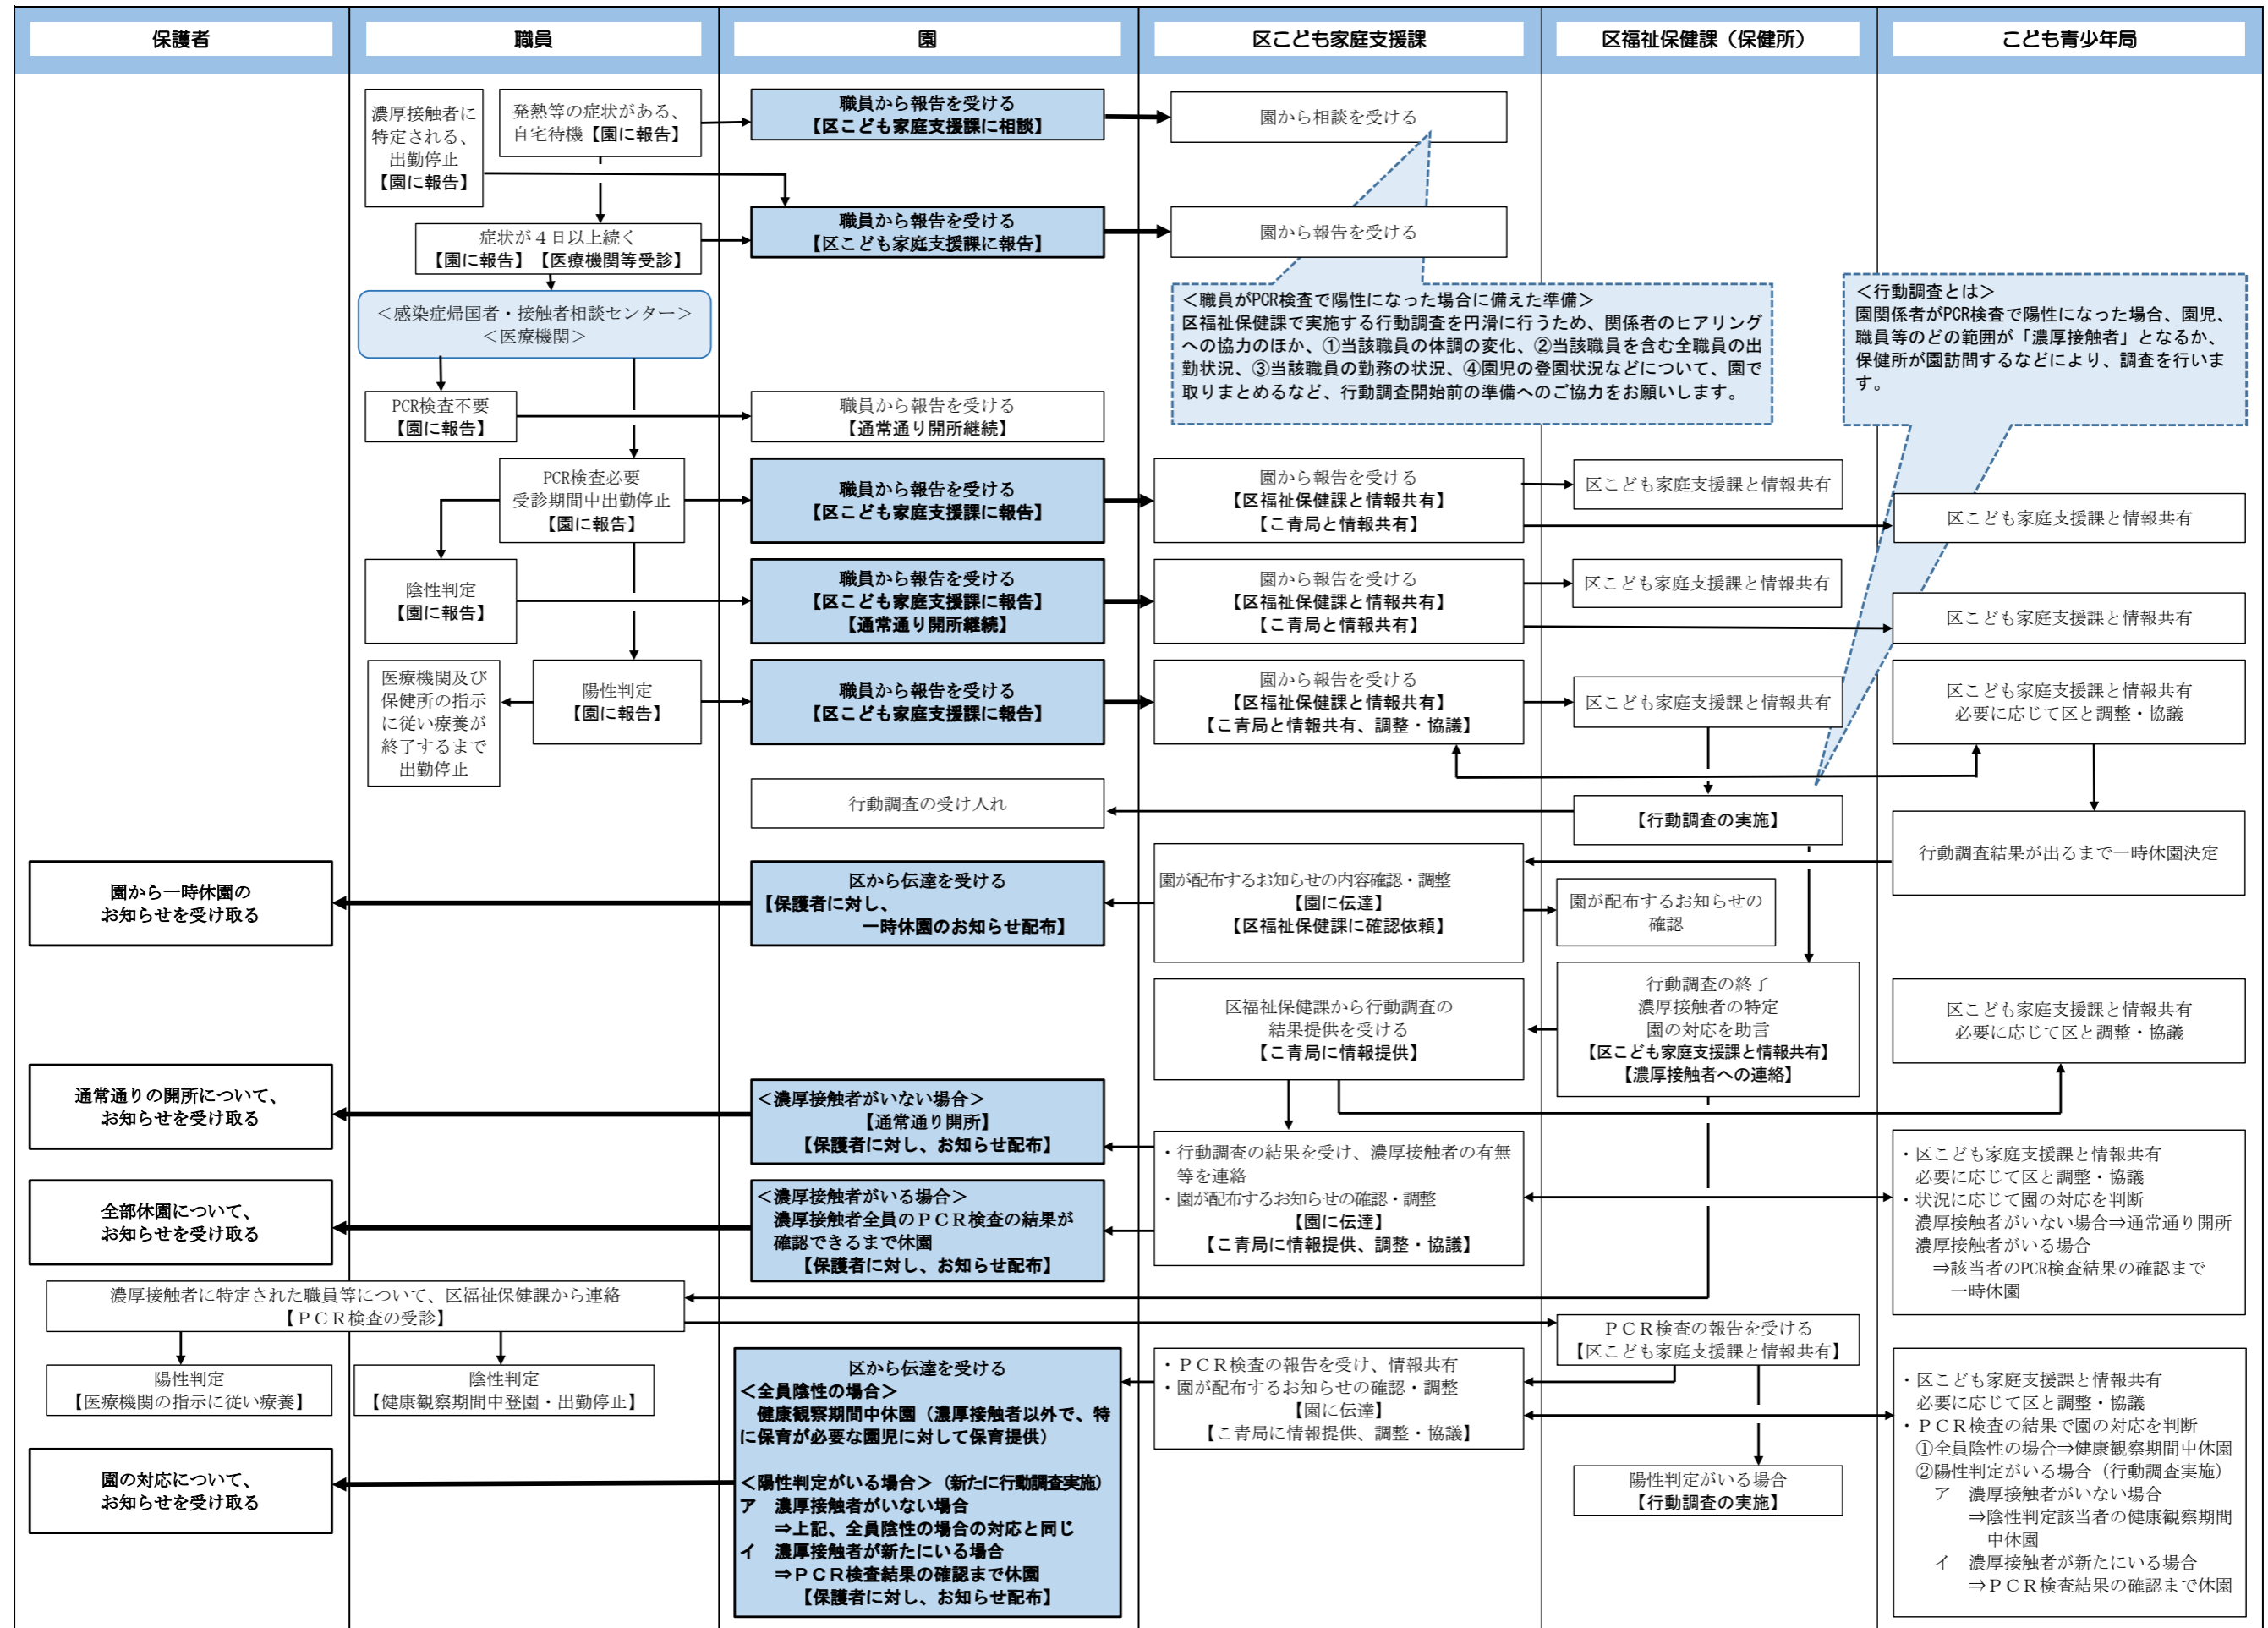 保護者
職員
園
区こども家庭支援課
区福祉保健課（保健所）
こども青少年局
濃厚接触者に
特定される、
出勤停止
【園に報告】
発熱等の症状がある、
自宅待機【園に報告】
職員から報告を受ける
【区こども家庭支援課に相談】
園から相談を受ける
症状が４日以上続く
【園に報告】【医療機関等受診】
職員から報告を受ける
【区こども家庭支援課に報告】
園から報告を受ける
＜感染症帰国者・接触者相談センター＞
＜医療機関＞
＜職員がPCR検査で陽性になった場合に備えた準備＞
区福祉保健課で実施する行動調査を円滑に行うため、関係者のヒアリング
への協力のほか、①当該職員の体調の変化、②当該職員を含む全職員の出
勤状況、③当該職員の勤務の状況、④園児の登園状況などについて、園で
取りまとめるなど、行動調査開始前の準備へのご協力をお願いします。
＜行動調査とは＞
園関係者がPCR検査で陽性になった場合、園児、
職員等のどの範囲が「濃厚接触者」となるか、
保健所が園訪問するなどにより、調査を行いま
す。
PCR検査不要
【園に報告】
職員から報告を受ける
【通常通り開所継続】
PCR検査必要
受診期間中出勤停止
【園に報告】
職員から報告を受ける
【区こども家庭支援課に報告】
園から報告を受ける
【区福祉保健課と情報共有】
【こ青局と情報共有】
区こども家庭支援課と情報共有
区こども家庭支援課と情報共有
陰性判定
【園に報告】
職員から報告を受ける
【区こども家庭支援課に報告】
【通常通り開所継続】
園から報告を受ける
【区福祉保健課と情報共有】
【こ青局と情報共有】
区こども家庭支援課と情報共有
区こども家庭支援課と情報共有
医療機関及び
保健所の指示
に従い療養が
終了するまで
出勤停止
陽性判定
【園に報告】
職員から報告を受ける
【区こども家庭支援課に報告】
園から報告を受ける
【区福祉保健課と情報共有】
【こ青局と情報共有、調整・協議】
区こども家庭支援課と情報共有
区こども家庭支援課と情報共有
必要に応じて区と調整・協議
行動調査の受け入れ
【行動調査の実施】
行動調査結果が出るまで一時休園決定
園から一時休園の
お知らせを受け取る
区から伝達を受ける
【保護者に対し、
一時休園のお知らせ配布】
園が配布するお知らせの内容確認・調整
【園に伝達】
【区福祉保健課に確認依頼】
園が配布するお知らせの
確認
区福祉保健課から行動調査の
結果提供を受ける
【こ青局に情報提供】
行動調査の終了
濃厚接触者の特定
園の対応を助言
【区こども家庭支援課と情報共有】
【濃厚接触者への連絡】
区こども家庭支援課と情報共有
必要に応じて区と調整・協議
通常通りの開所について、
お知らせを受け取る
＜濃厚接触者がいない場合＞
【通常通り開所】
【保護者に対し、お知らせ配布】
・行動調査の結果を受け、濃厚接触者の有無
等を連絡
・園が配布するお知らせの確認・調整
【園に伝達】
【こ青局に情報提供、調整・協議】
・区こども家庭支援課と情報共有
必要に応じて区と調整・協議
・状況に応じて園の対応を判断
濃厚接触者がいない場合⇒通常通り開所
濃厚接触者がいる場合
⇒該当者のPCR検査結果の確認まで
一時休園
全部休園について、
お知らせを受け取る
＜濃厚接触者がいる場合＞
濃厚接触者全員のＰＣＲ検査の結果が
確認できるまで休園
【保護者に対し、お知らせ配布】
濃厚接触者に特定された職員等について、区福祉保健課から連絡
【ＰＣＲ検査の受診】
ＰＣＲ検査の報告を受ける
【区こども家庭支援課と情報共有】
陽性判定
【医療機関の指示に従い療養】
陰性判定
【健康観察期間中登園・出勤停止】
区から伝達を受ける
＜全員陰性の場合＞
健康観察期間中休園（濃厚接触者以外で、特
に保育が必要な園児に対して保育提供）
＜陽性判定がいる場合＞（新たに行動調査実施）
ア　濃厚接触者がいない場合
⇒上記、全員陰性の場合の対応と同じ
イ　濃厚接触者が新たにいる場合
⇒ＰＣＲ検査結果の確認まで休園
【保護者に対し、お知らせ配布】
・ＰＣＲ検査の報告を受け、情報共有
・園が配布するお知らせの確認・調整
【園に伝達】
【こ青局に情報提供、調整・協議】
陽性判定がいる場合
【行動調査の実施】
・区こども家庭支援課と情報共有
必要に応じて区と調整・協議
・ＰＣＲ検査の結果で園の対応を判断
①全員陰性の場合⇒健康観察期間中休園
②陽性判定がいる場合（行動調査実施）
ア　濃厚接触者がいない場合
⇒陰性判定該当者の健康観察期間
中休園
イ　濃厚接触者が新たにいる場合
⇒ＰＣＲ検査結果の確認まで休園
園の対応について、
お知らせを受け取る